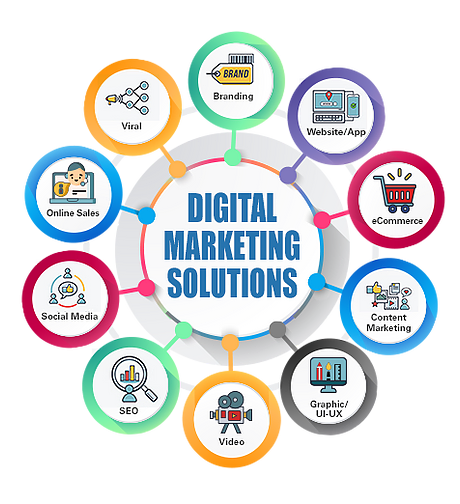 DIGITAL
MARKETING
SOLUTIONS
BRAND
Branding
Website/App
eCommerce
Content
Marketing
Graphic/
UI-UX
Video
SEO
Social Media
Online Sales
Viral